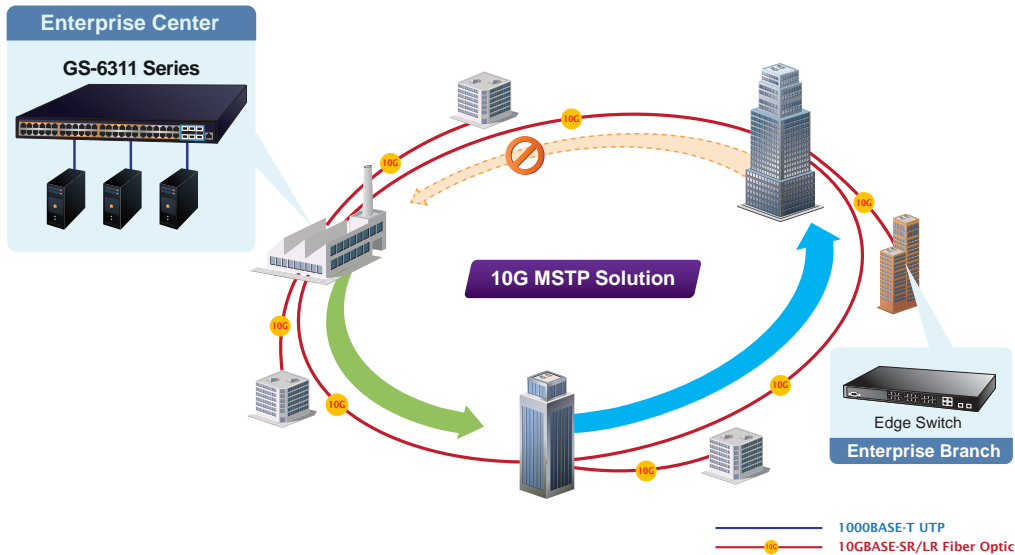 Enterprise Center
GS-6311 Series
10G
10G
10G
10G
10G MSTP Solution
10G
10G
10G
10G
Edge Switch
Enterprise Branch
1000BASE-T UTP
10G
10GBASE-SR/LR Fiber Optic